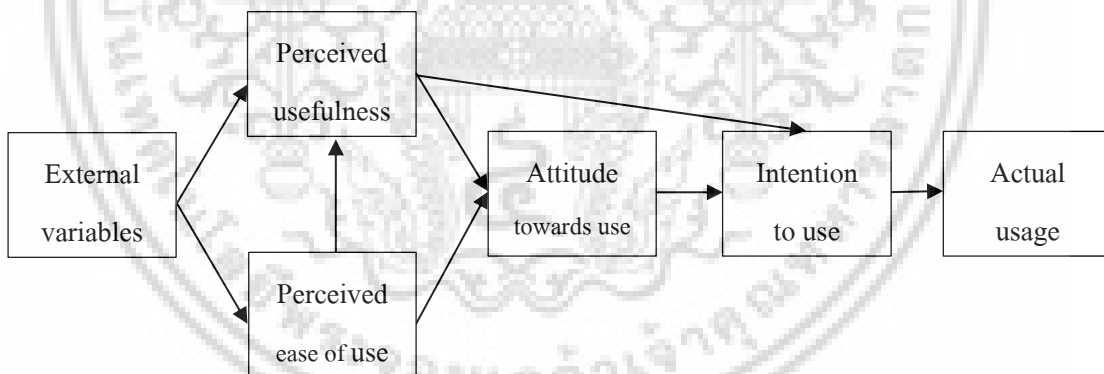 Perceived
usefulness
External
variables
Attitude
towards use
Intention
to use
Actual
usage
Perceived
ease of use